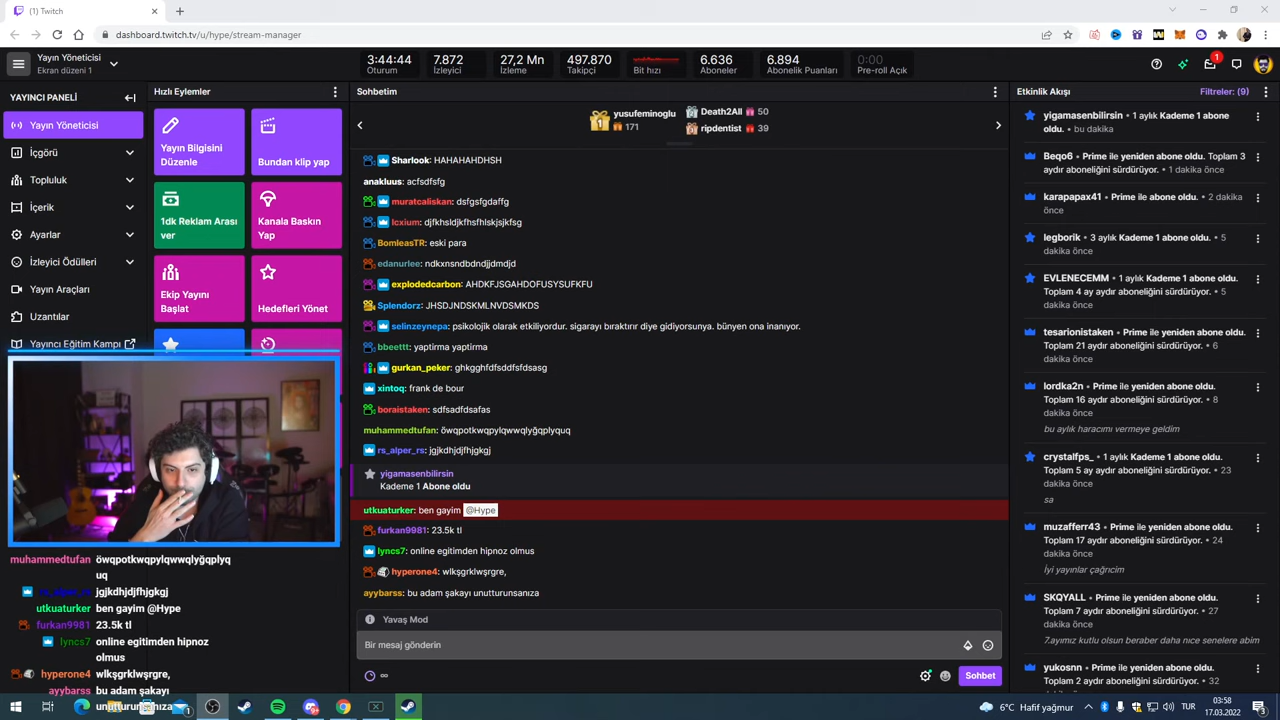 (1) Twitch
dashboard.twitch.tv/u/hype/stream-manager
Yayın Yöneticisi
Ekran düzeni 1
3:44:44
Oturum
7.872
İzleyici
27,2 Mn
İzleme
497.870
Takipçi
Bit hızı
6.636
Aboneler
6.894
Abonelik Puanları
0:00
Pre-roll Açık
1
YAYINCI PANELİ
Yayın Yöneticisi
İçgörü
Topluluk
İçerik
Ayarlar
İzleyici Ödülleri
Yayın Araçları
Uzantılar
Yayıncı Eğitim Kampı
Hızlı Eylemler
Yayın Bilgisini
Düzenle
Bundan klip yap
1dk Reklam Arası
ver
Kanala Baskın
Yap
Ekip Yayını
Başlat
Hedefleri Yönet
Sohbetim
1
yusufeminoglu
171
Death2All 50
ripdentist 39
Sharlook: HAHAHAHDHSH
anakluus: acfsdfsfg
muratcaliskan: dsfgsfgdaffg
lcxium: djfkhsldjkfhsfhlskjsjkfsg
BomleasTR: eski para
edanurlee: ndkxnsndbdndjjdmdjd
explodedcarbon: AHDKFJSGAHDOFUSYSUFKFU
Splendorz: JHSDJNDSKMLNVDSMKDS
selinzeynepa: psikolojik olarak etkiliyordur. sigarayı bıraktırır diye gidiyorsunya. bünyen ona inanıyor.
bbeettt: yaptirma yaptirma
gurkan_peker: ghkgghfdfsddfsfdsasg
xintoq: frank de bour
boraistaken: sdfsadfdsafas
muhammedtufan: öwqpotkwqpylqwwqlyğqplyquq
rs_alper_rs: jgjkdhjdjfhjgkgj
yigamasenbilirsin
Kademe 1 Abone oldu
utkuaturker: ben gayim @Hype
furkan9981: 23.5k tl
lyncs7: online egitimden hipnoz olmus
hyperone4: wlkşgrklwşrgre,
ayybarss: bu adam şakayı unutturunsanıza
Yavaş Mod
Bir mesaj gönderin
∞
Sohbet
Etkinlik Akışı
Filtreler: (9)
yigamasenbilirsin • 1 aylık Kademe 1 abone
oldu. • bu dakika
Beqo6 • Prime ile yeniden abone oldu. Toplam 3
aydır aboneliğini sürdürüyor. • 1 dakika önce
karapapax41 • Prime ile abone oldu. • 2 dakika
önce
legborik • 3 aylık Kademe 1 abone oldu. • 5
dakika önce
EVLENECEMM • 1 aylık Kademe 1 abone oldu.
Toplam 4 ay aydır aboneliğini sürdürüyor. • 5
dakika önce
tesarionistaken • Prime ile yeniden abone oldu.
Toplam 21 aydır aboneliğini sürdürüyor. • 6
dakika önce
lordka2n • Prime ile yeniden abone oldu.
Toplam 16 aydır aboneliğini sürdürüyor. • 8
dakika önce
bu aylık haracımı vermeye geldim
crystalfps_ • 1 aylık Kademe 1 abone oldu.
Toplam 5 ay aydır aboneliğini sürdürüyor. • 23
dakika önce
sa
muzafferr43 • Prime ile yeniden abone oldu.
Toplam 17 aydır aboneliğini sürdürüyor. • 24
dakika önce
İyi yayınlar çağrıcim
SKQYALL • Prime ile yeniden abone oldu.
Toplam 7 aydır aboneliğini sürdürüyor. • 27
dakika önce
7.ayımız kutlu olsun beraber daha nıce senelere abim
yukosnn • Prime ile yeniden abone oldu.
Toplam 2 aydır aboneliğini sürdürüyor. • 32
muhammedtufan öwqpotkwqpylqwwqlyğqplyq
uq
rs_alper_rs jgjkdhjdjfhjgkgj
utkuaturker ben gayim @Hype
furkan9981 23.5k tl
lyncs7 online egitimden hipnoz
olmus
hyperone4 wlkşgrklwşrgre,
ayybarss bu adam şakayı
unutturunsanıza
1
6°C Hafif yağmur
TUR
03:58
17.03.2022
3